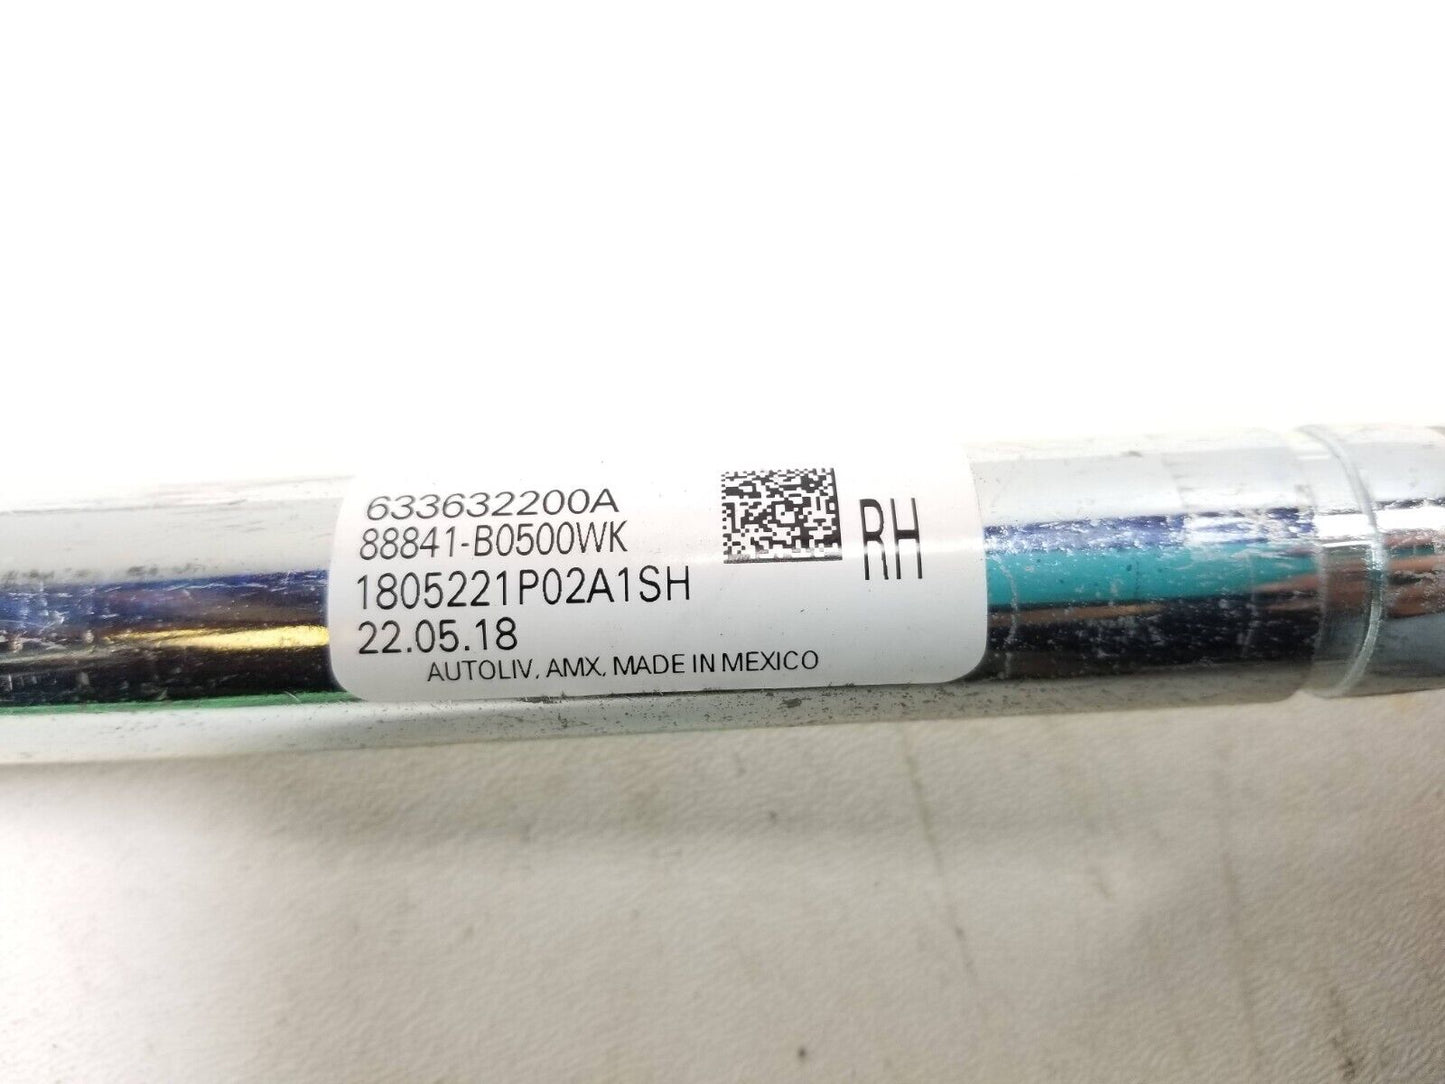 633632200A
88841-B0500WK
1805221P02A1SH
22.05.18
AUTOLIV, AMX, MADE IN MEXICO
RH